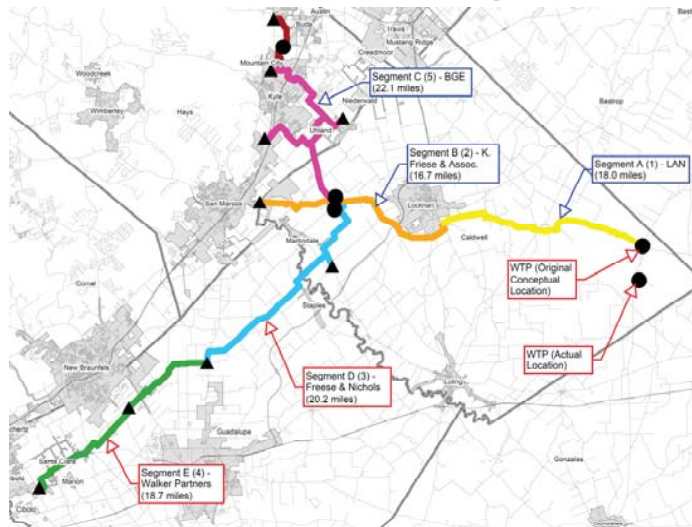 Austin
Buda
Travis
Mustang Ridge
Creedmoor
Bastrop
Mountain City
Woodcreek
Wimberley
Hays
Kyle
Niederwald
Uhland
Segment C (5) - BGE
(22.1 miles)
Bastrop
Segment B (2) - K.
Friese & Assoc.
(16.7 miles)
Segment A (1) - LAN
(18.0 miles)
San Marcos
Lockhart
Martindale
Caldwell
WTP (Original
Conceptual
Location)
Comal
Staples
WTP (Actual
Location)
New Braunfels
Luling
Segment D (3) -
Freese & Nichols
(20.2 miles)
Guadalupe
Gonzales
Santa Clara
Marion
Segment E (4) -
Walker Partners
(18.7 miles)
Cibolo